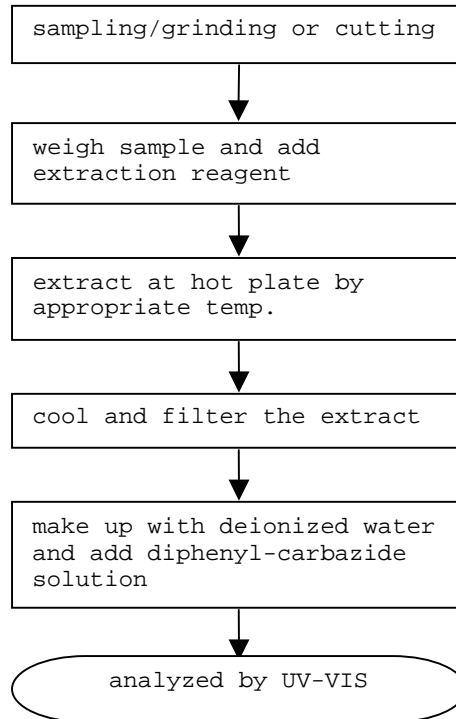 sampling/grinding or cutting
weigh sample and add
extraction reagent
extract at hot plate by
appropriate temp.
cool and filter the extract
make up with deionized water
and add diphenyl-carbazide
solution
analyzed by UV-VIS